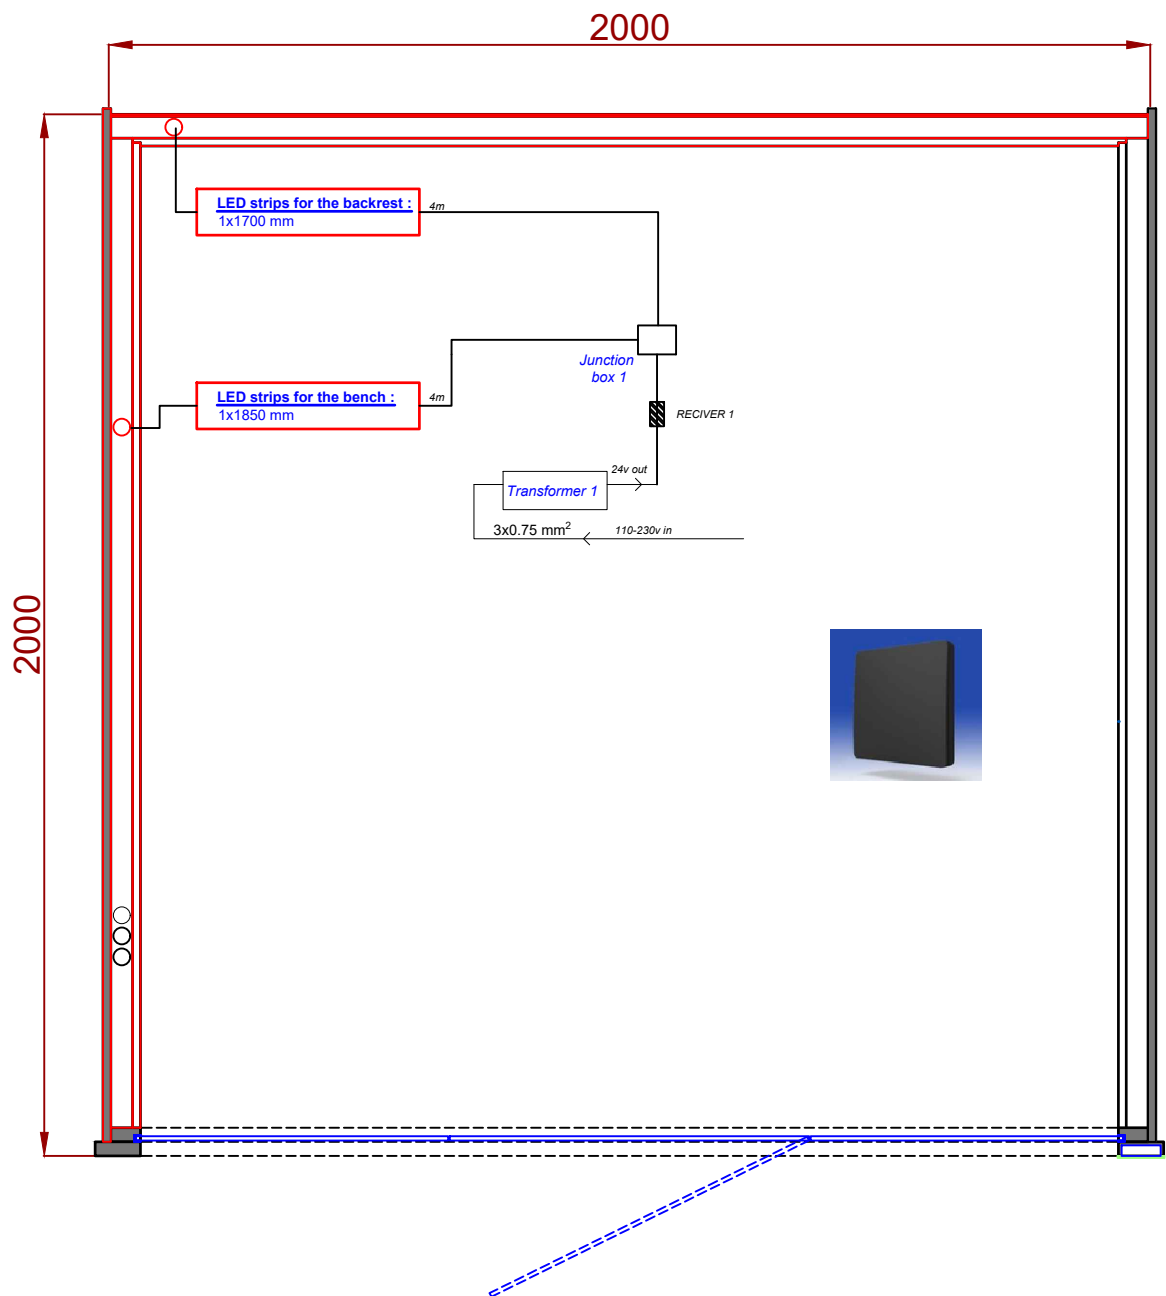 2000
LED strips for the backrest :
1x1700 mm
4m
Junction
box 1
LED strips for the bench :
1x1850 mm
4m
RECIVER 1
24v out
Transformer 1
3x0.75 mm²
110-230v in
2000